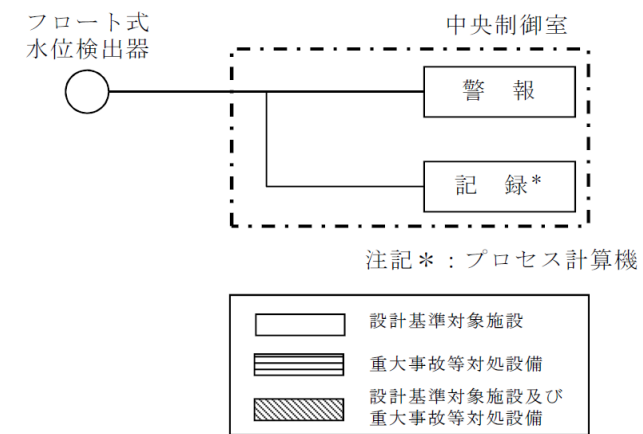 フロート式
水位検出器
中央制御室
警 報
記 録*
注記*:プロセス計算機
設計基準対象施設
重大事故等対処設備
設計基準対象施設及び
重大事故等対処設備